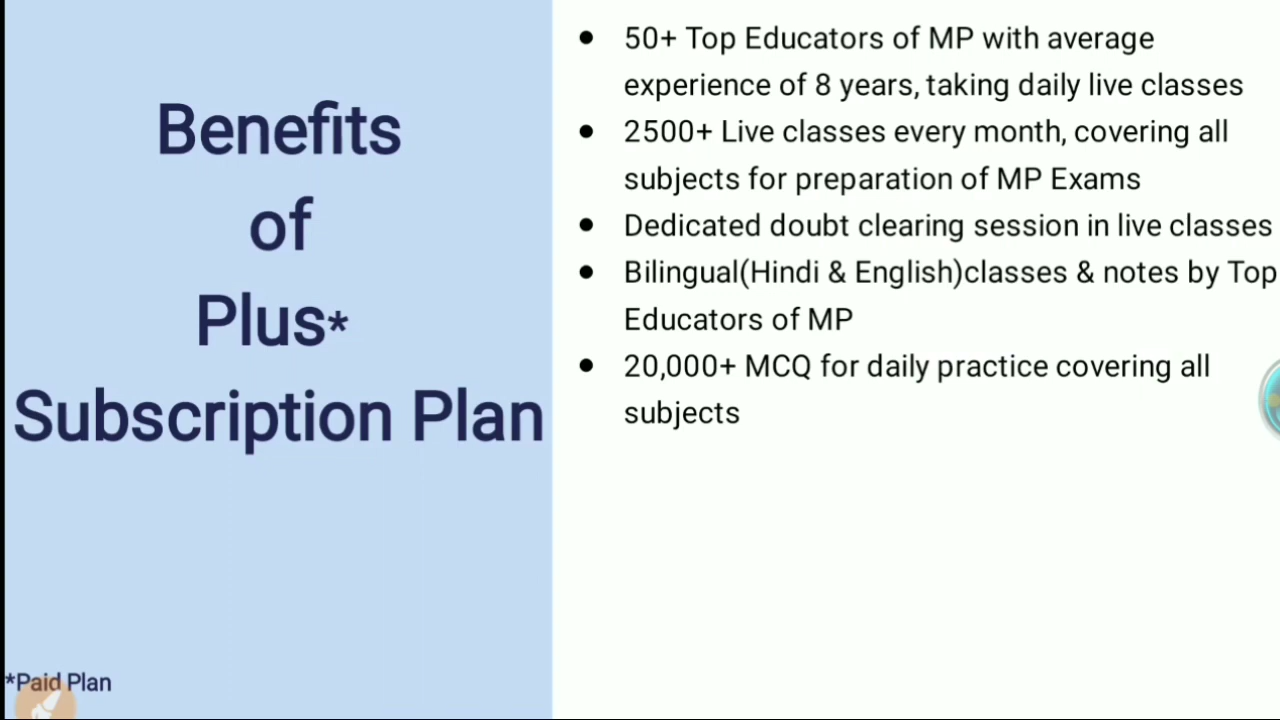 Benefits
of
Plus*
Subscription Plan
*Paid Plan
● 50+ Top Educators of MP with average
experience of 8 years, taking daily live classes
● 2500+ Live classes every month, covering all
subjects for preparation of MP Exams
● Dedicated doubt clearing session in live classes
● Bilingual(Hindi & English)classes & notes by Top
Educators of MP
● 20,000+ MCQ for daily practice covering all
subjects